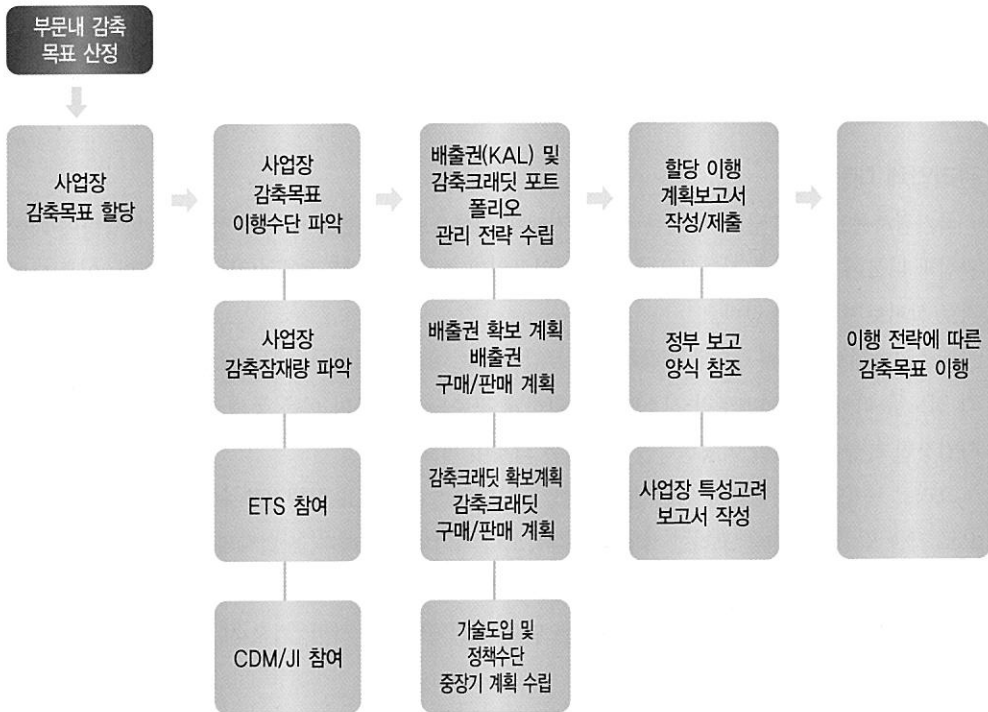 부문내 감축
목표 산정
사업장
감축목표 할당
사업장
감축목표
이행수단 파악
사업장
감축잠재량 파악
ETS 참여
CDM/JI 참여
배출권(KAL) 및
감축크래딧 포트
폴리오
관리 전략 수립
배출권 확보 계획
배출권
구매/판매 계획
감축크래딧 확보계획
감축크래딧
구매/판매 계획
기술도입 및
정책수단
중장기 계획 수립
할당 이행
계획보고서
작성/제출
정부 보고
양식 참조
사업장 특성고려
보고서 작성
이행 전략에 따른
감축목표 이행